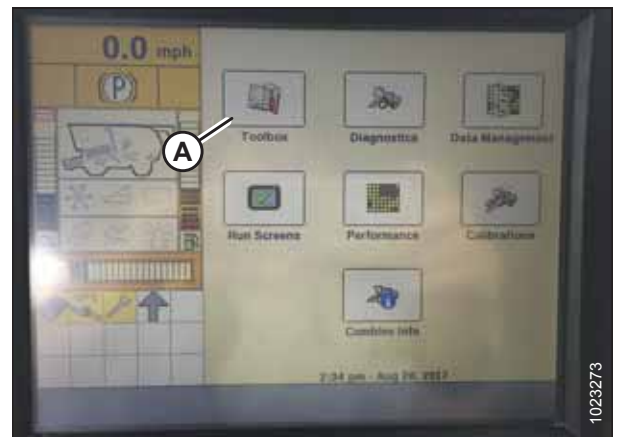 0.0 mph
(P)
A
Toolbox
Diagnostics
Data Management
Run Screens
Performance
Calibrations
Combine Info
2:34 pm - Aug 24, 2017
1023273